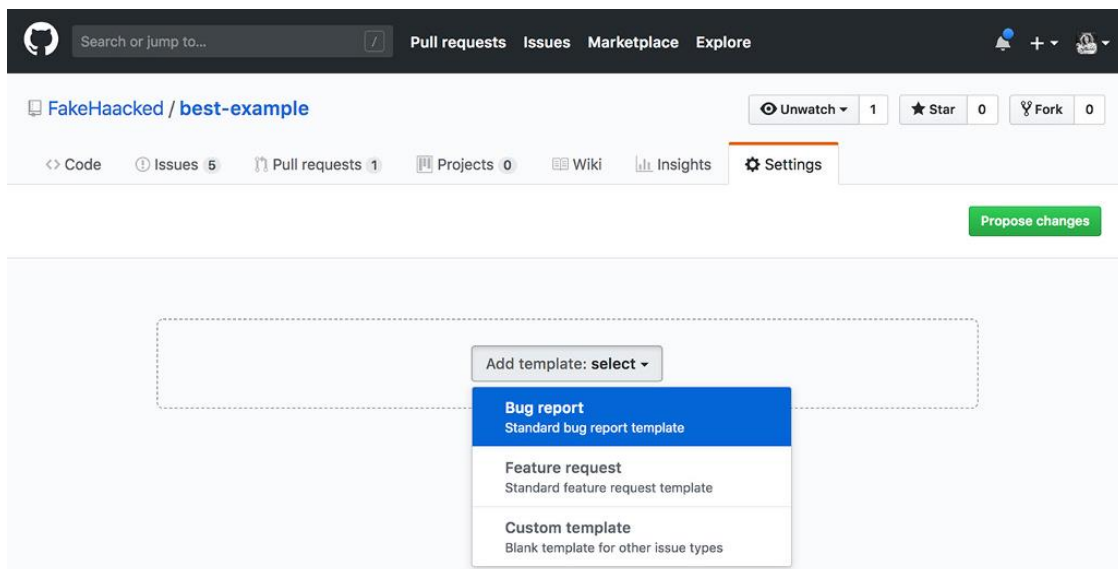 Search or jump to... /
Pull requests Issues Marketplace Explore
FakeHaacked / best-example
Unwatch 1 Star 0 Fork 0
<> Code Issues 5 Pull requests 1 Projects 0 Wiki Insights Settings
Propose changes
Add template: select
Bug report
Standard bug report template
Feature request
Standard feature request template
Custom template
Blank template for other issue types